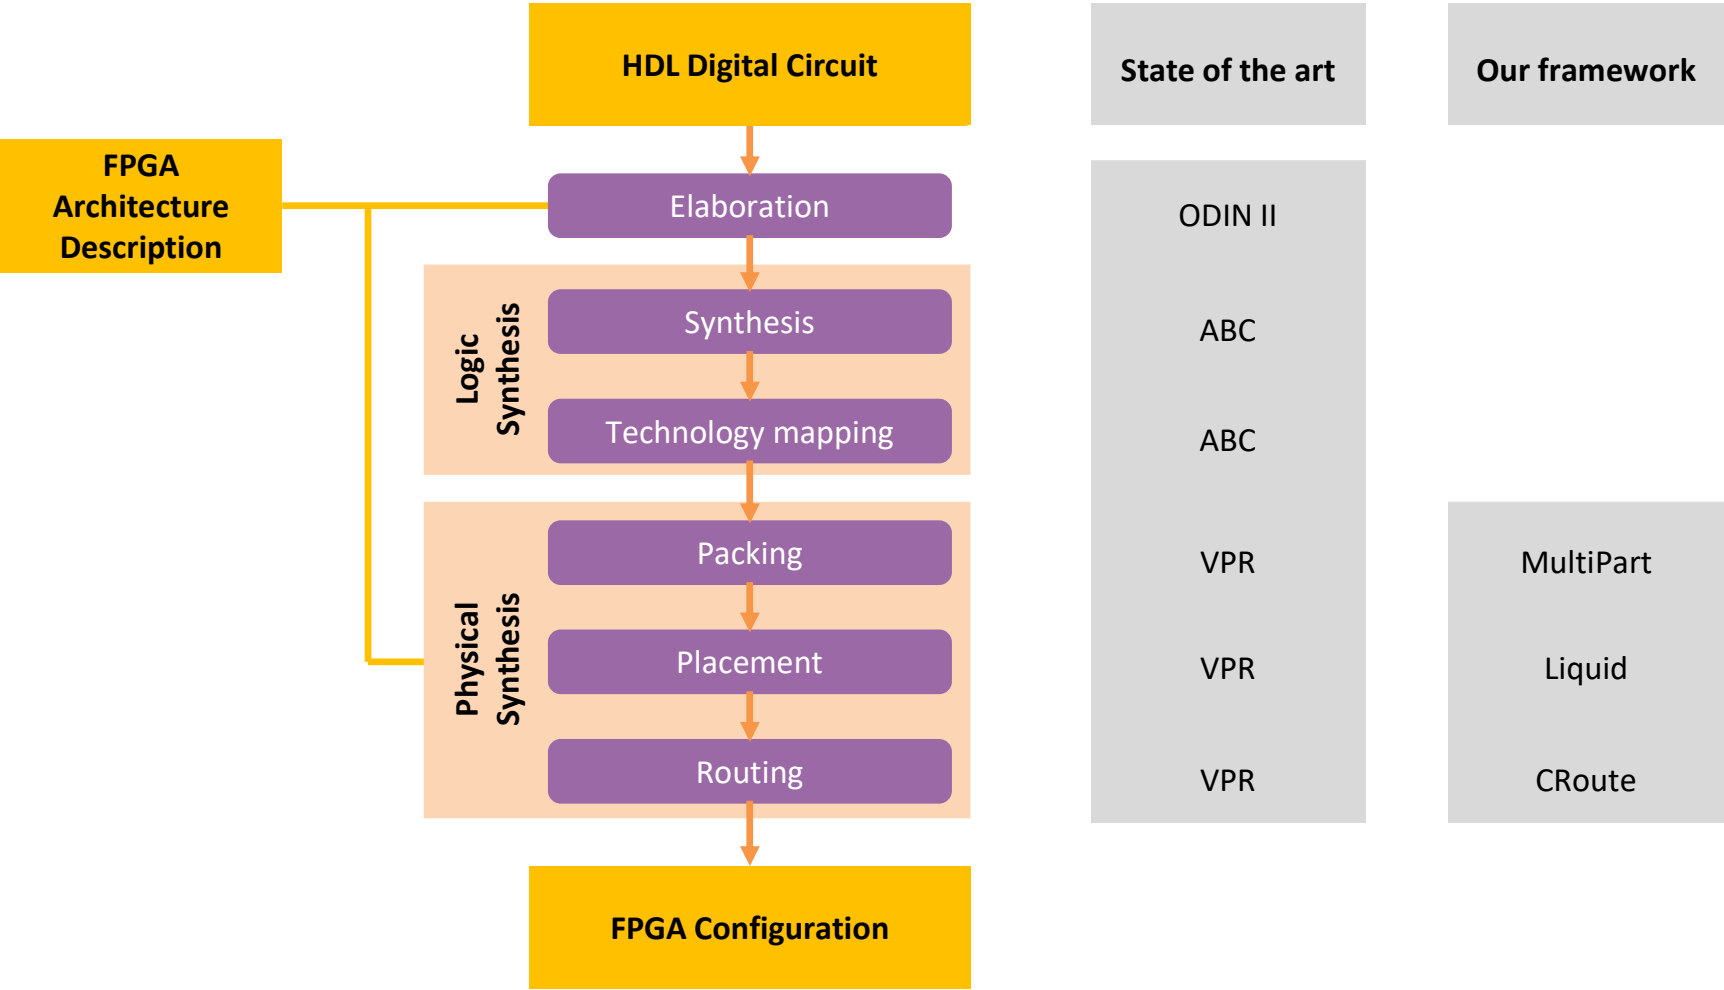 HDL Digital Circuit
State of the art
Our framework
FPGA
Architecture
Description
Elaboration
ODIN II
Logic
Synthesis
Synthesis
ABC
Technology mapping
ABC
Physical
Synthesis
Packing
VPR
MultiPart
Placement
VPR
Liquid
Routing
VPR
CRoute
FPGA Configuration